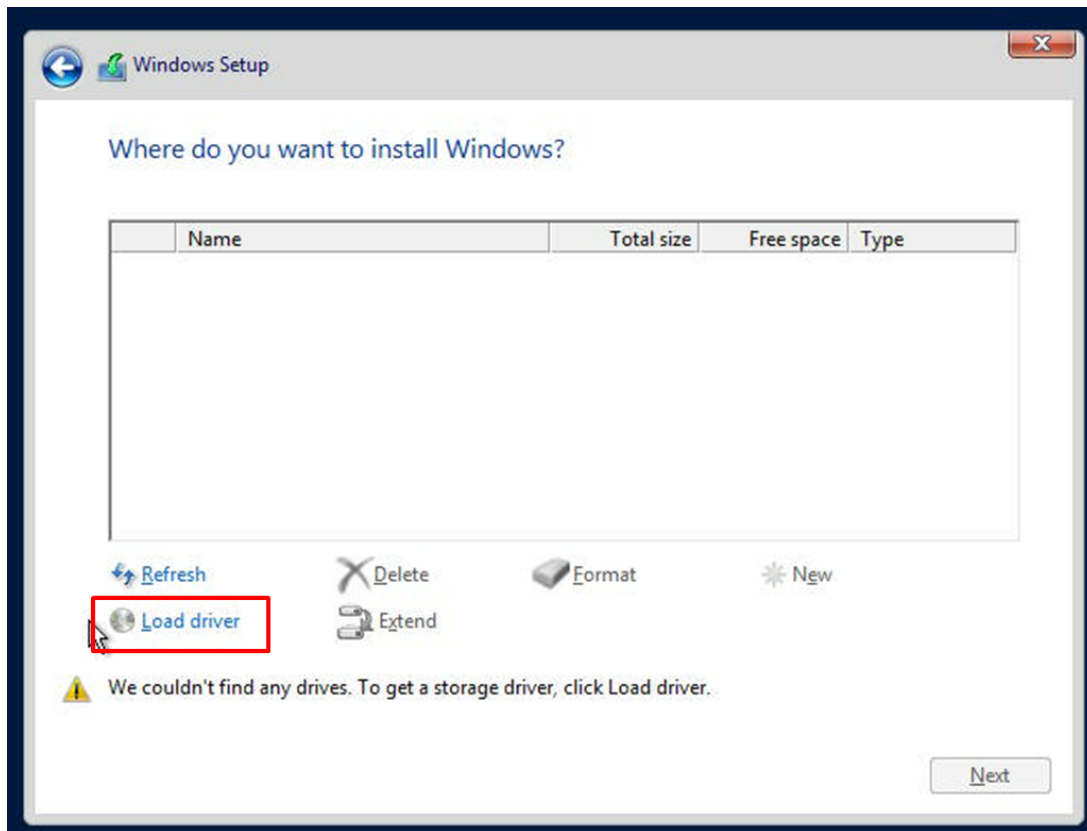 Windows Setup
Where do you want to install Windows?
Name Total size Free space Type
Refresh Delete Format New
Load driver Extend
We couldn't find any drives. To get a storage driver, click Load driver.
Next